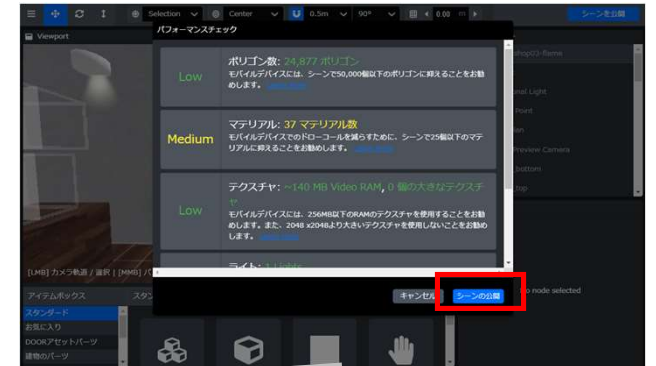 Selection
Center
0.5m
90°
0.00 m
シーンを公開
Viewport
パフォーマンスチェック
Low
ポリゴン数: 24,877 ポリゴン
モバイルデバイスには、シーンで50,000個以下のポリゴンに抑えることをお勧
めします。
Medium
マテリアル: 37 マテリアル数
モバイルデバイスでのドローコールを減らすために、シーンで25個以下のマテ
リアルに抑えることをお勧めします。
Low
テクスチャ: ~140 MB Video RAM, 0 個の大きなテクスチ
ャ
モバイルデバイスには、256MB以下のRAMのテクスチャを使用することをお勧
めします。また、2048 x2048より大きいテクスチャを使用しないことをお勧め
します。
ライト: 1 Lights
Point
Preview Camera
_bottom
_top
[LMB] カメラ軌道 / 選択 | [MMB]
キャンセル
シーンの公開
No node selected
アイテムボックス
スタンダード
お気に入り
DOORアセットパーツ
建物のパーツ